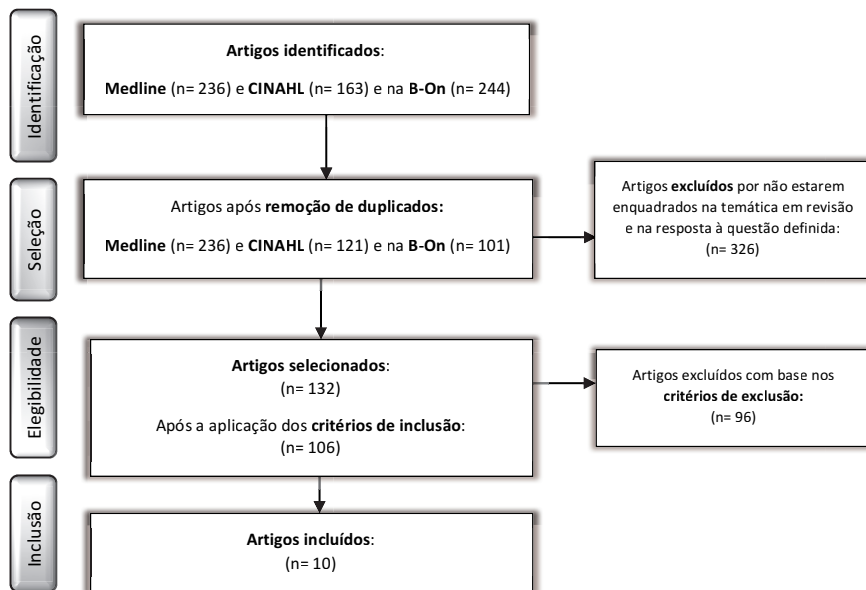 Identificação
Artigos identificados:
Medline (n= 236) e CINAHL (n= 163) e na B-On (n= 244)
Seleção
Artigos após remoção de duplicados:
Medline (n= 236) e CINAHL (n= 121) e na B-On (n= 101)
Artigos excluídos por não estarem
enquadrados na temática em revisão
e na resposta à questão definida:
(n= 326)
Elegibilidade
Artigos selecionados:
(n= 132)
Após a aplicação dos critérios de inclusão:
(n= 106)
Artigos excluídos com base nos
critérios de exclusão:
(n= 96)
Inclusão
Artigos incluídos:
(n= 10)